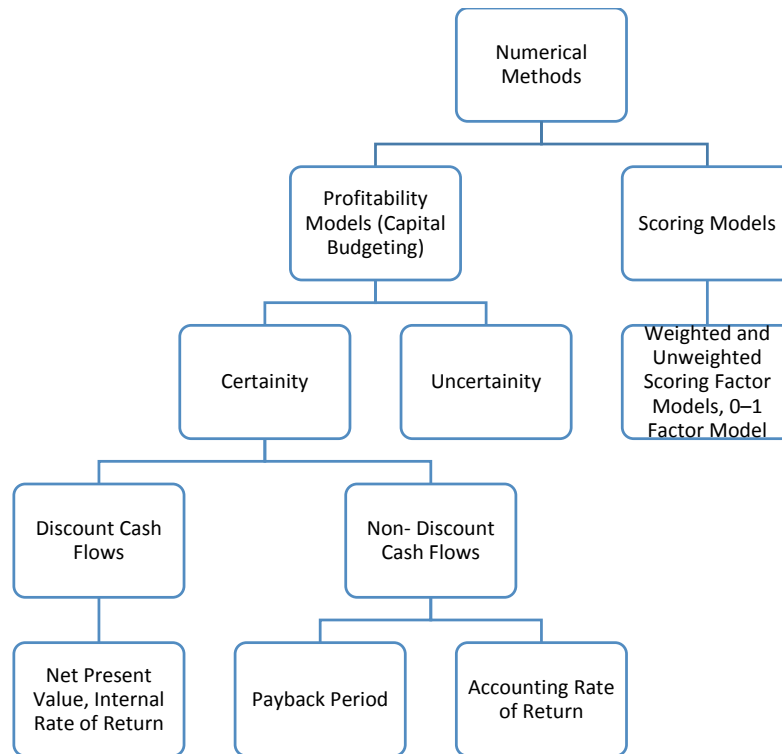 Numerical
Methods
Profitability
Models (Capital
Budgeting)
Scoring Models
Certainity
Uncertainity
Weighted and
Unweighted
Scoring Factor
Models, 0–1
Factor Model
Discount Cash
Flows
Non- Discount
Cash Flows
Net Present
Value, Internal
Rate of Return
Payback Period
Accounting Rate
of Return